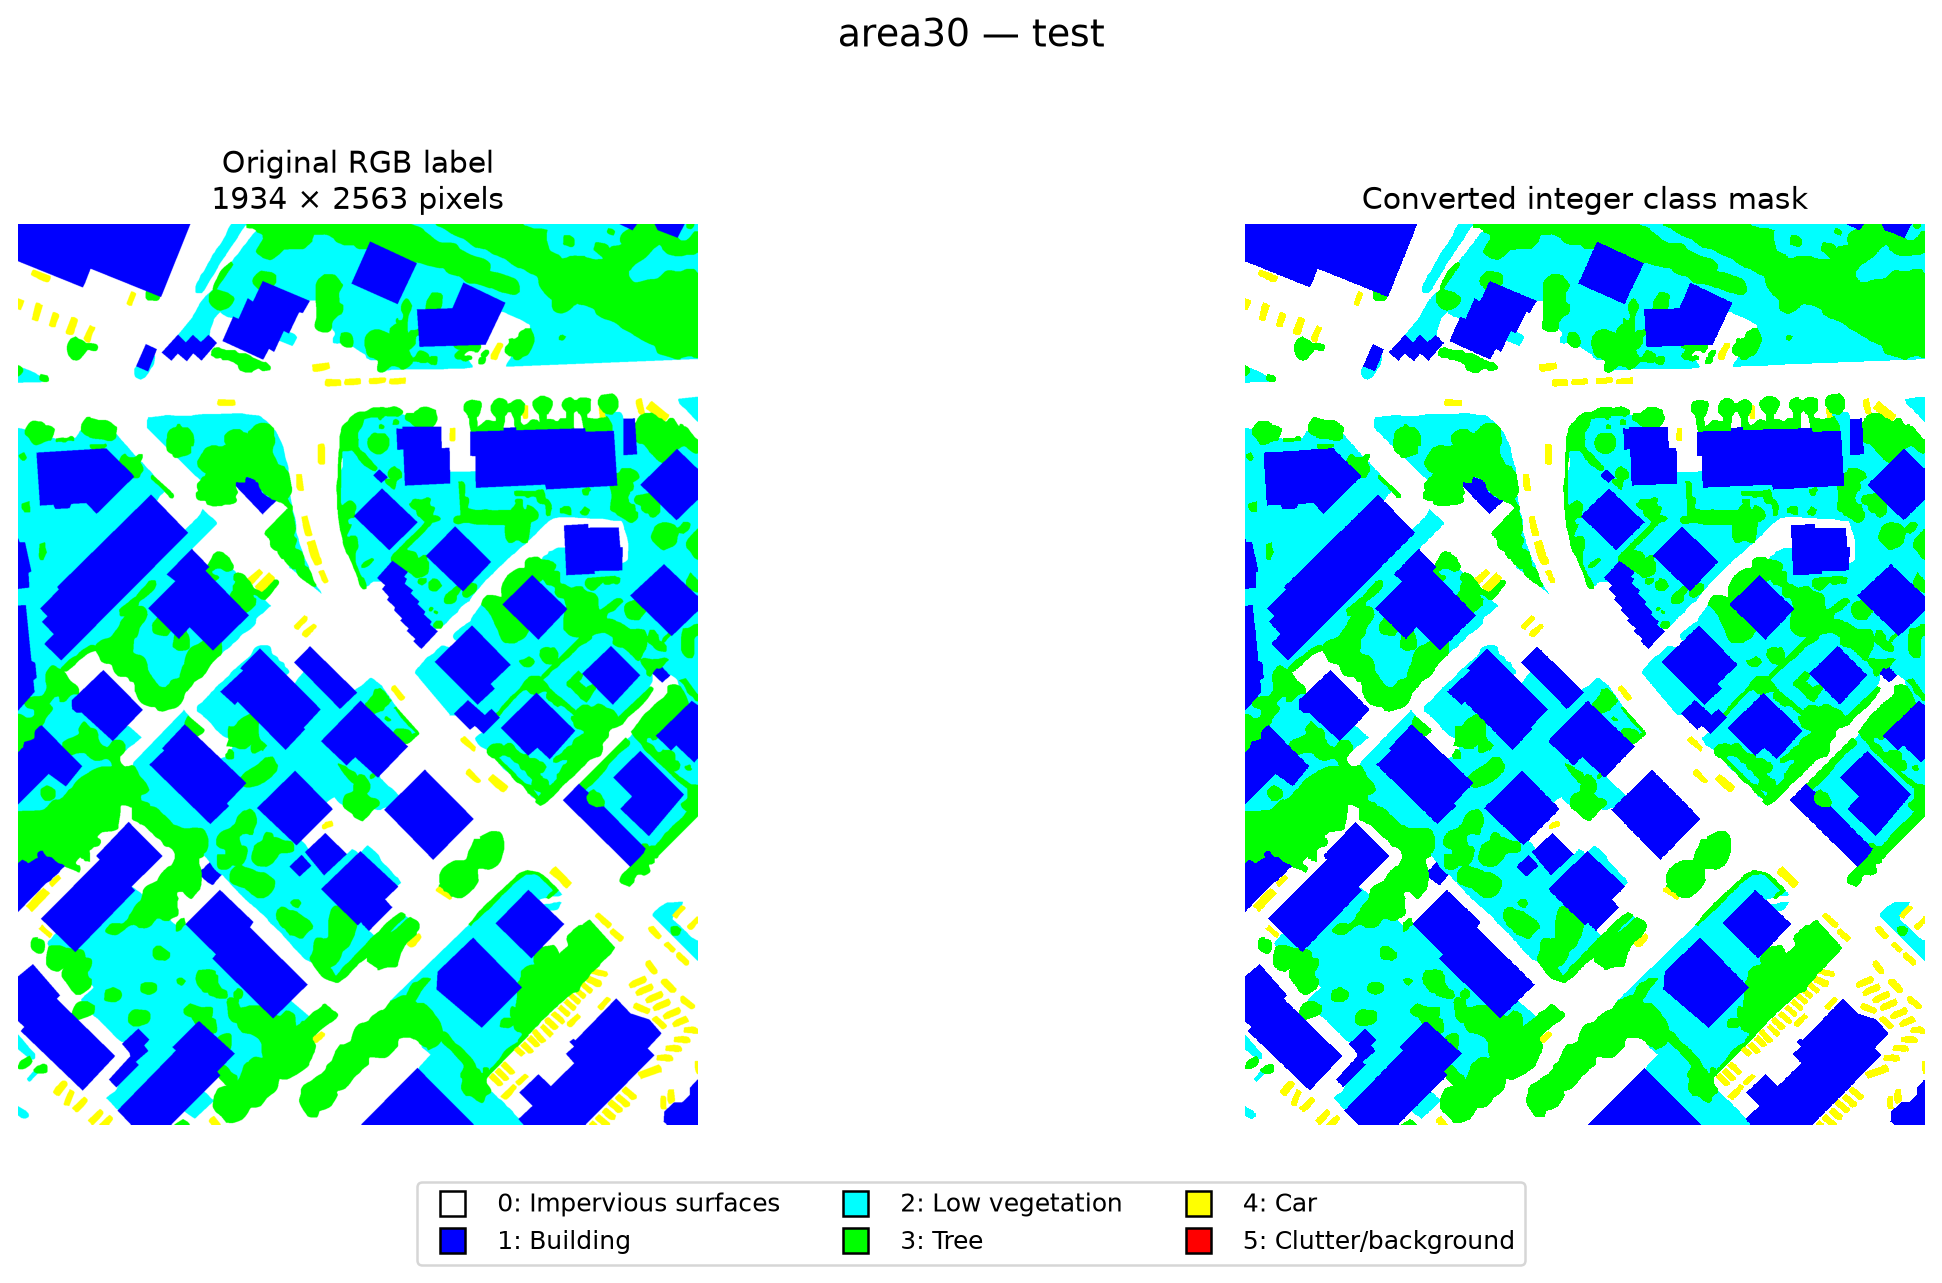 area30 — test
Original RGB label
1934 × 2563 pixels
Converted integer class mask
0: Impervious surfaces
1: Building
2: Low vegetation
3: Tree
4: Car
5: Clutter/background